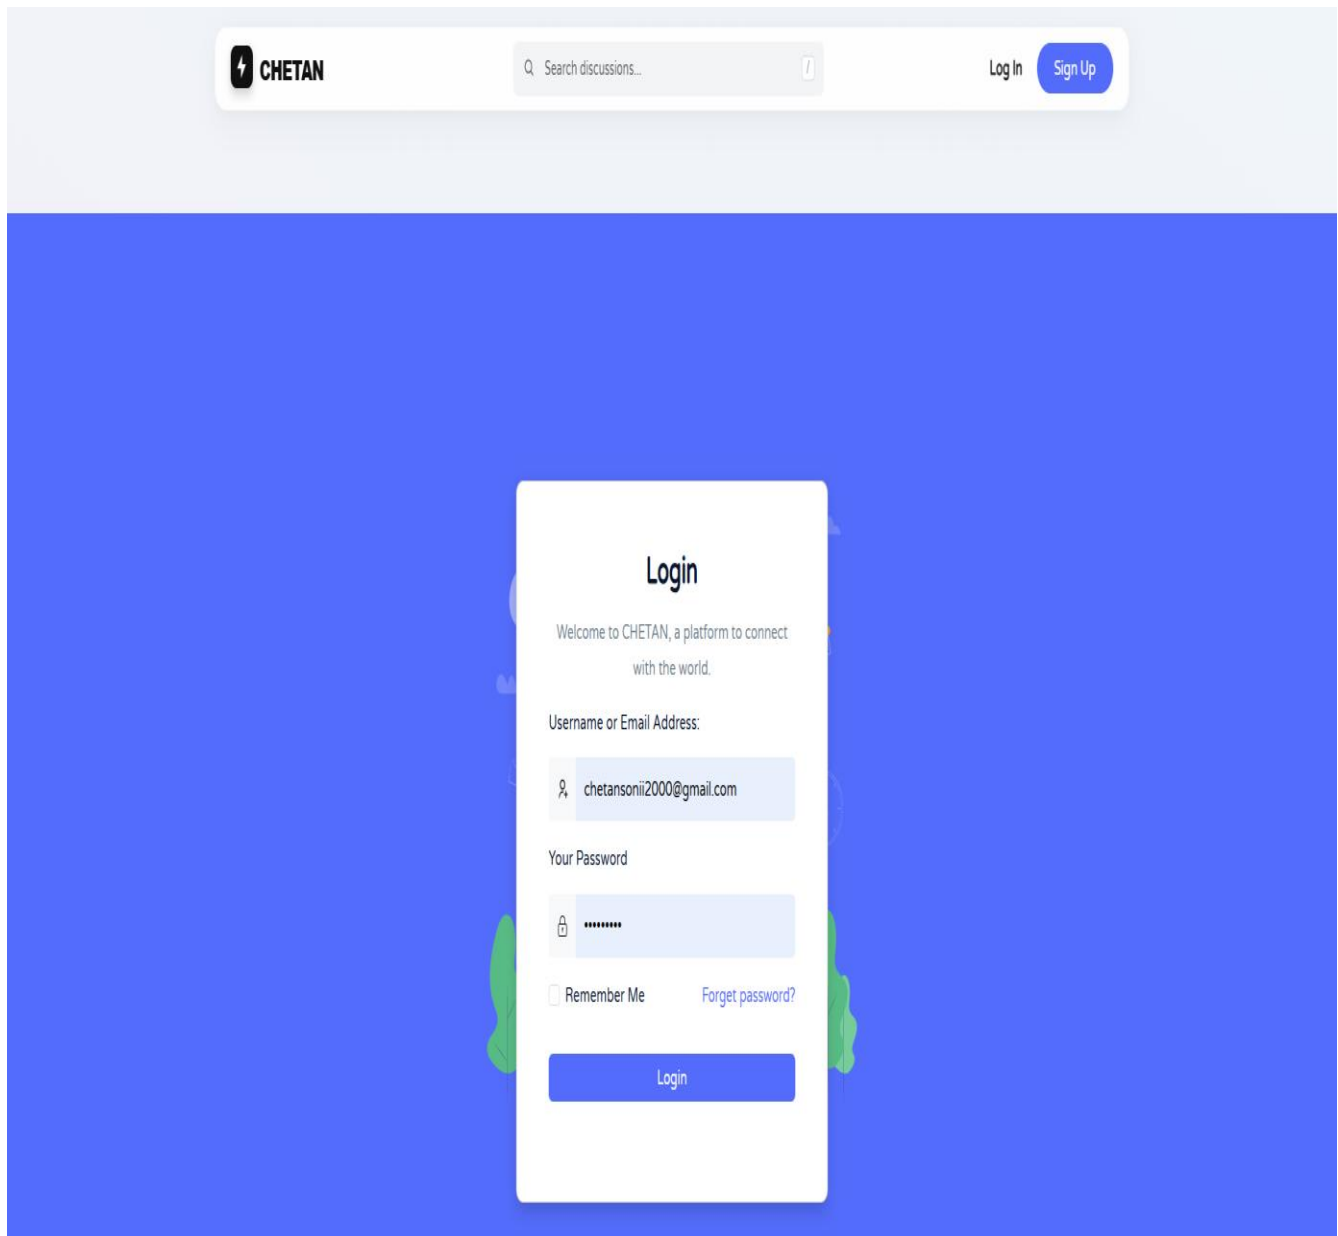 CHETAN
Search discussions...
/
Log In
Sign Up
Login
Welcome to CHETAN, a platform to connect
with the world.
Username or Email Address:
chetansonii2000@gmail.com
Your Password
•••••••••
Remember Me
Forget password?
Login